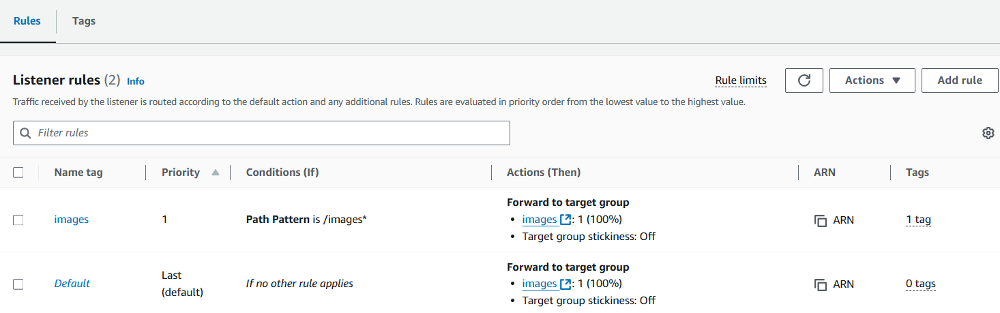 Rules
Tags
Listener rules (2) Info
Rule limits
Actions
Add rule
Traffic received by the listener is routed according to the default action and any additional rules. Rules are evaluated in priority order from the lowest value to the highest value.
Filter rules
Name tag
Priority
Conditions (If)
Actions (Then)
ARN
Tags
images
1
Path Pattern is /images*
Forward to target group
• images : 1 (100%)
• Target group stickiness: Off
ARN
1 tag
Default
Last
(default)
If no other rule applies
Forward to target group
• images : 1 (100%)
• Target group stickiness: Off
ARN
0 tags